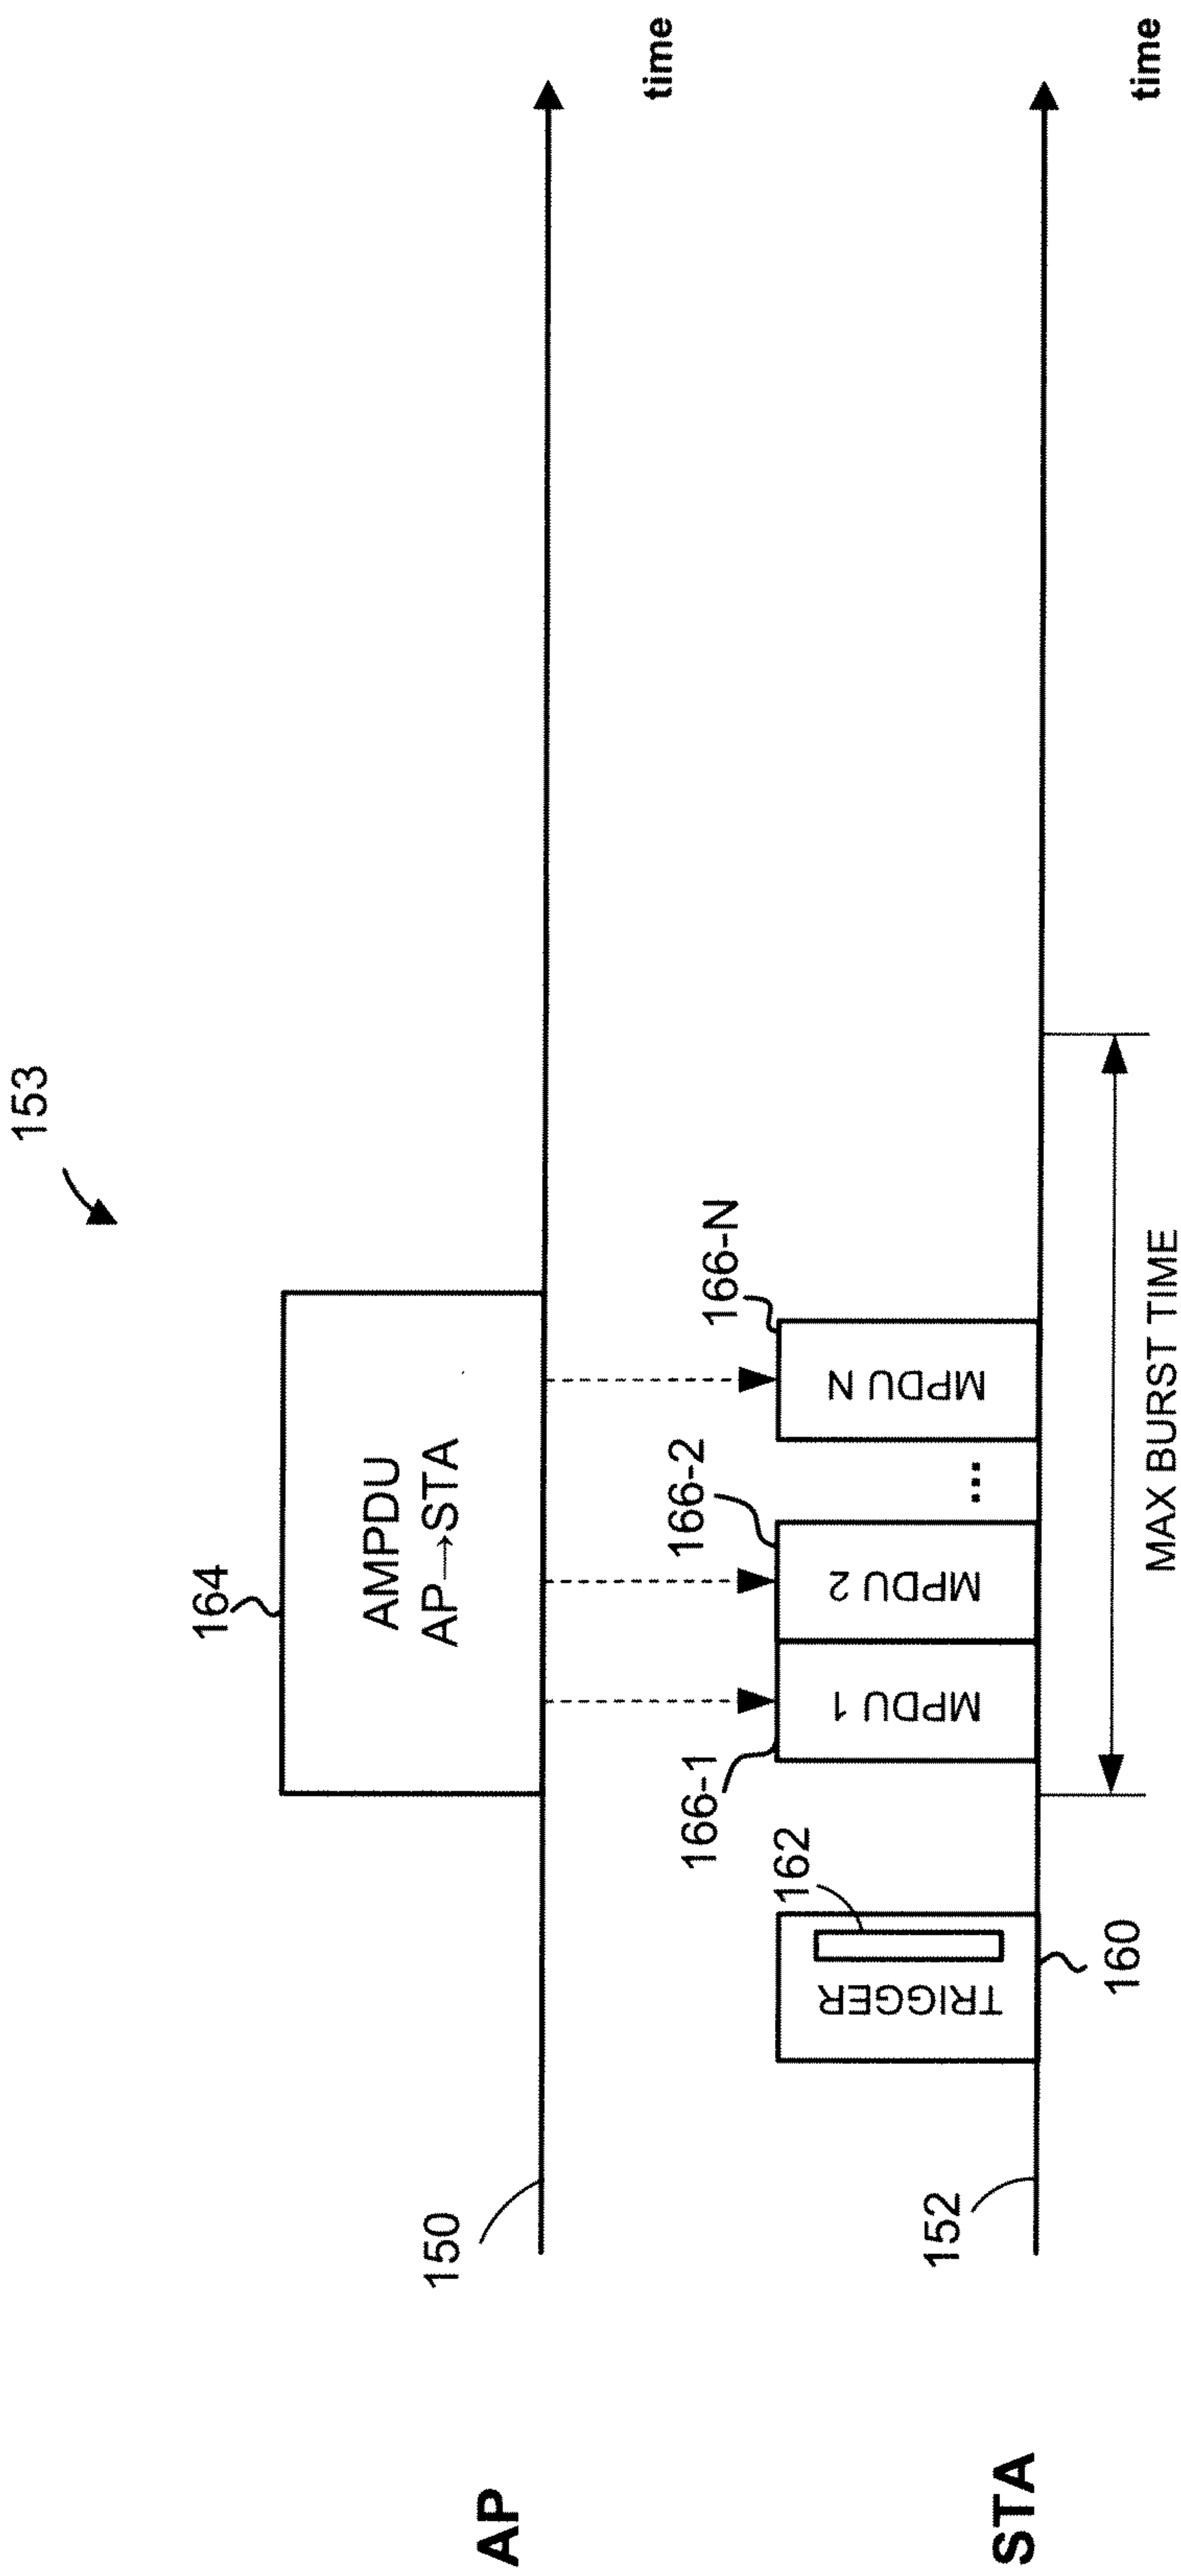 153
164
AMPDU
AP→STA
150
AP
time
166-1
166-2
166-N
162
TRIGGER
MPDU 1
MPDU 2
...
MPDU N
152
160
STA
time
MAX BURST TIME